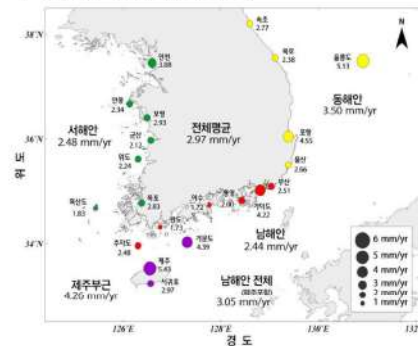 38°N
36°N
34°N
위 도
속초
2.77
묵호
2.38
울릉도
5.13
동해안
3.50 mm/yr
포항
4.55
울산
2.66
부산
2.51
가덕도
4.22
통영
여수
1.72
완도
1.73
거문도
4.39
남해안
2.44 mm/yr
남해안 전체
(제주포함)
3.05 mm/yr
인천
안흥
2.34
보령
2.93
군산
2.12
위도
2.24
목포
2.83
흑산도
1.83
추자도
2.48
제주
5.43
서귀포
2.97
서해안
2.48 mm/yr
전체평균
2.97 mm/yr
제주부근
4.26 mm/yr
N
6 mm/yr
5 mm/yr
4 mm/yr
3 mm/yr
2 mm/yr
1 mm/yr
126°E
128°E
130°E
경 도